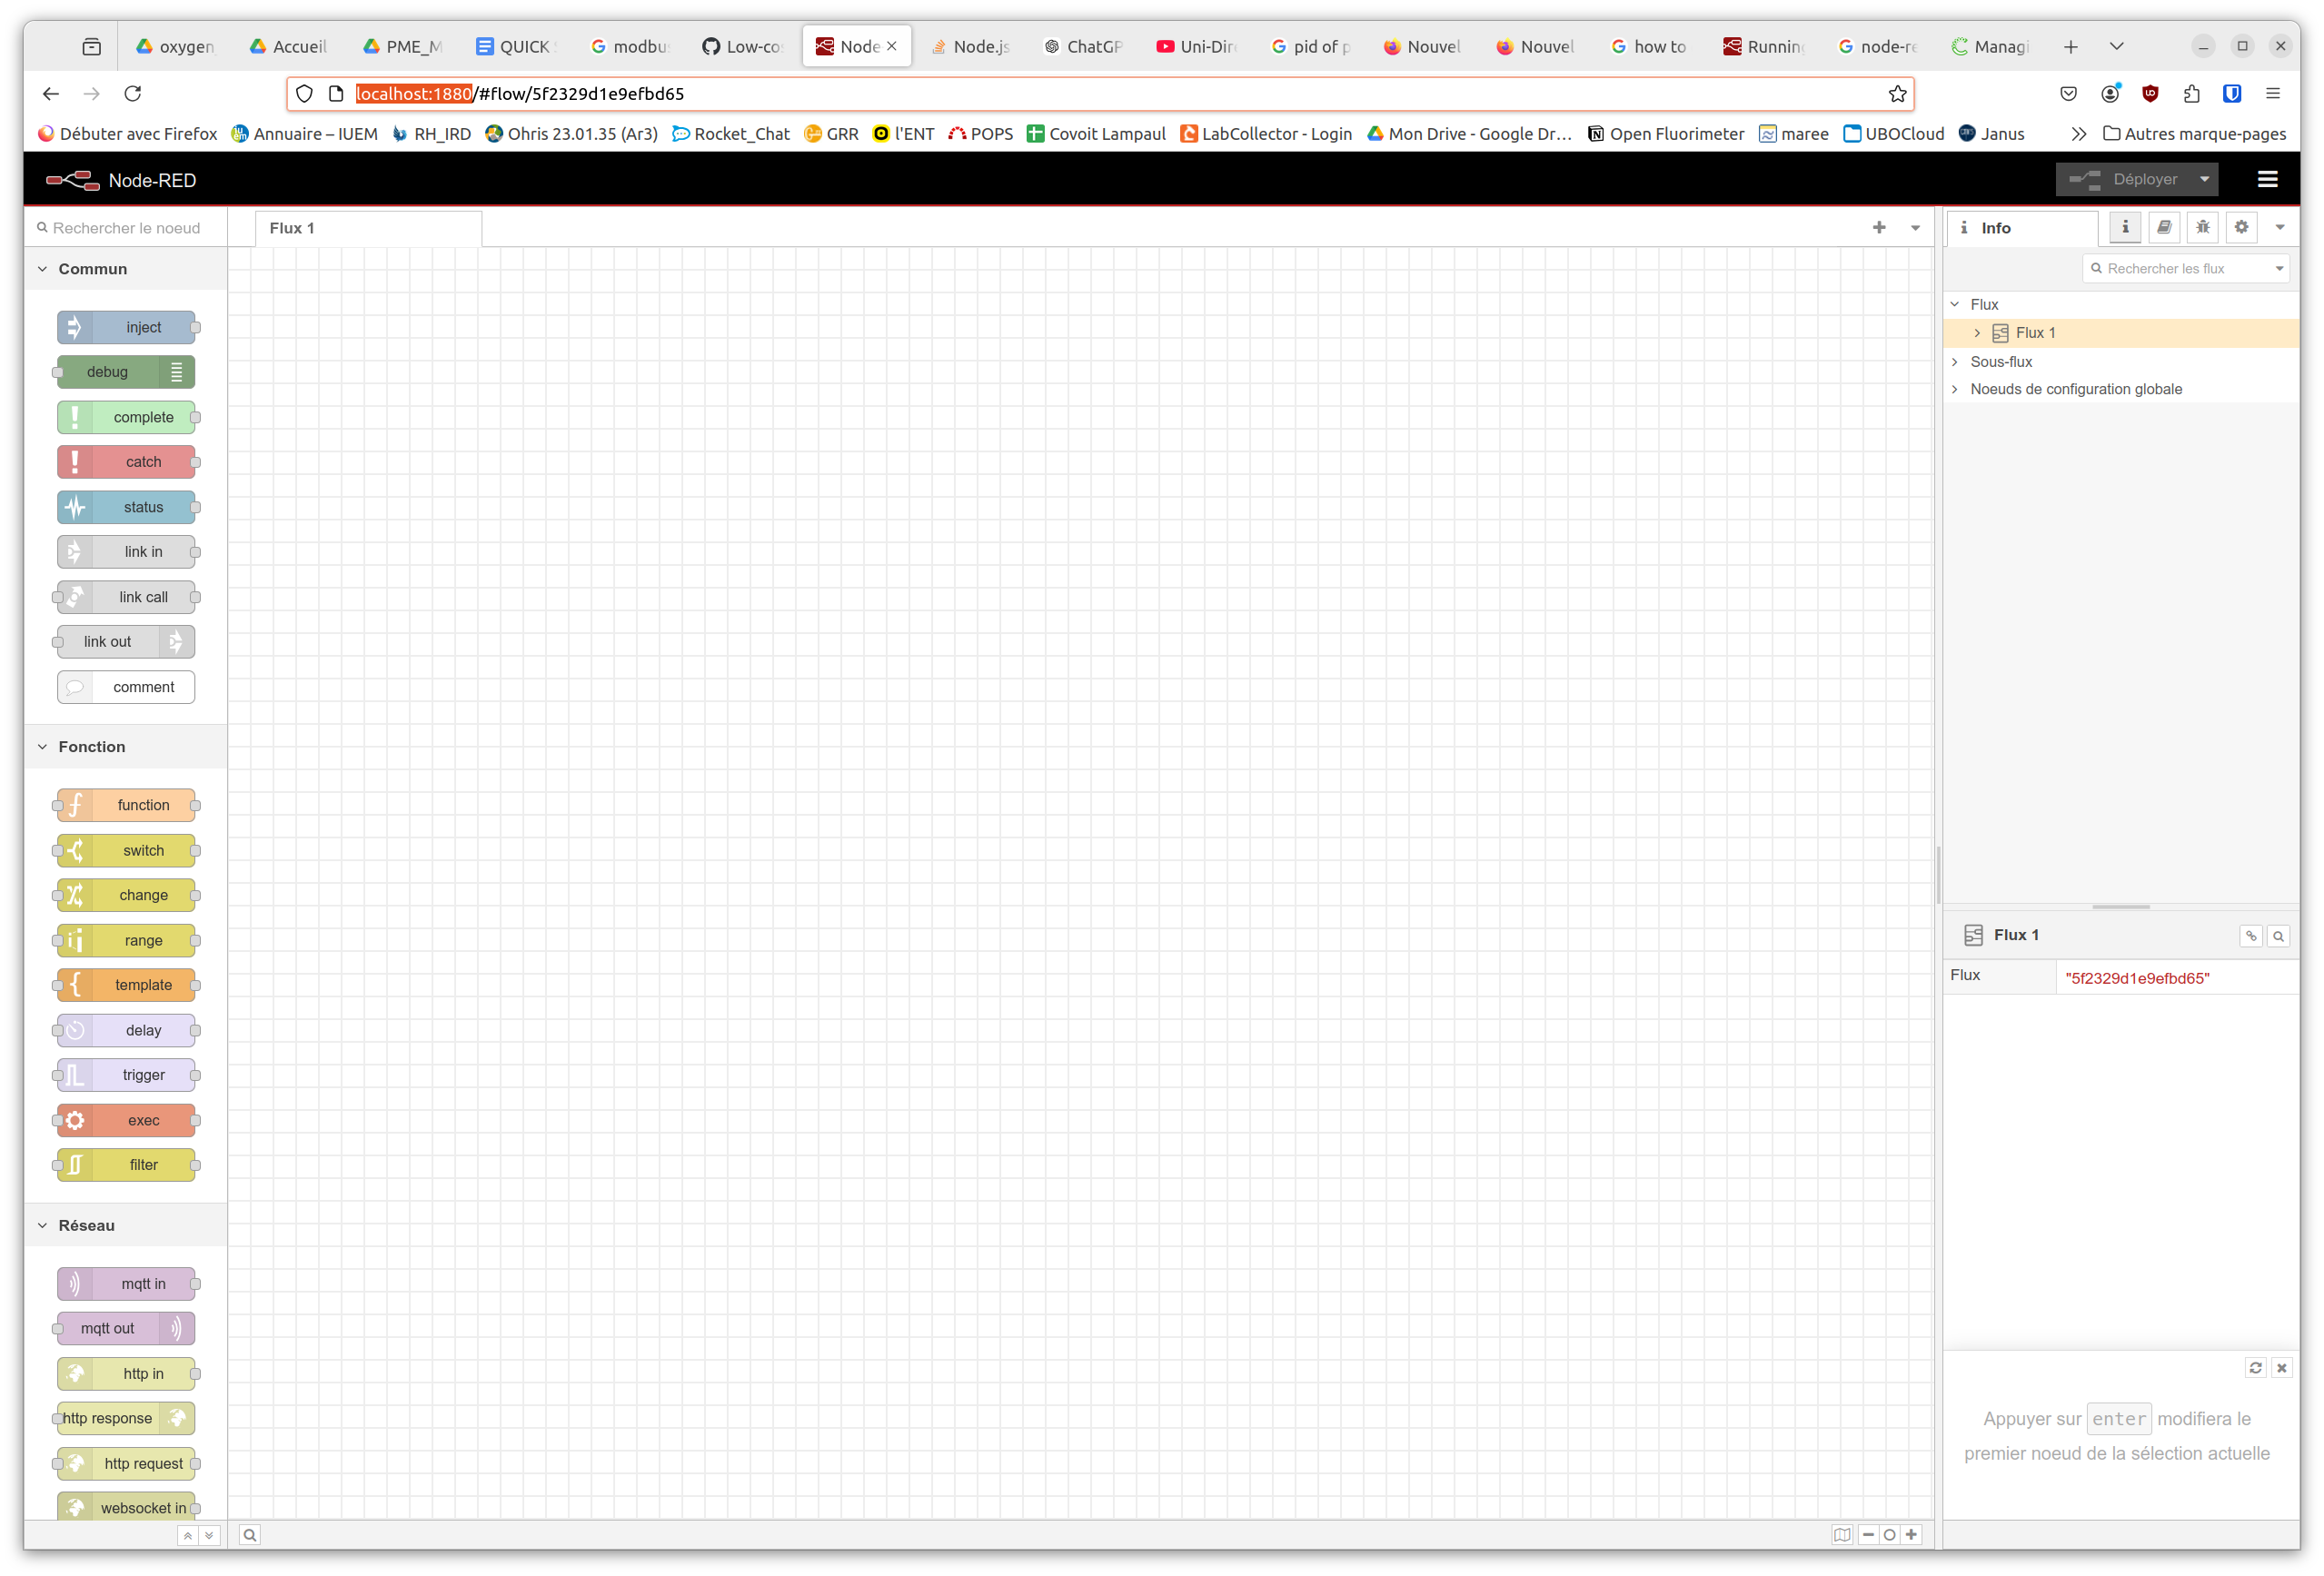 oxygen
Accueil
PME_M
QUICK
modbu
Low-co
Node
Node.js
ChatGP
Uni-Dir
pid of p
Nouvel
Nouvel
how to
Runnin
node-re
Managi
localhost:1880/#flow/5f2329d1e9efbd65
Débuter avec Firefox
Annuaire – IUEM
RH_IRD
Ohris 23.01.35 (Ar3)
Rocket_Chat
GRR
l'ENT
POPS
Covoit Lampaul
LabCollector - Login
Mon Drive - Google Dr…
Open Fluorimeter
maree
UBOCloud
Janus
Autres marque-pages
Node-RED
Déployer
Rechercher le noeud
Flux 1
Info
Commun
inject
debug
complete
catch
status
link in
link call
link out
comment
Fonction
function
switch
change
range
template
delay
trigger
exec
filter
Réseau
mqtt in
mqtt out
http in
http response
http request
websocket in
Rechercher les flux
Flux
Flux 1
Sous-flux
Noeuds de configuration globale
Flux 1
Flux "5f2329d1e9efbd65"
Appuyer sur enter modifiera le
premier noeud de la sélection actuelle